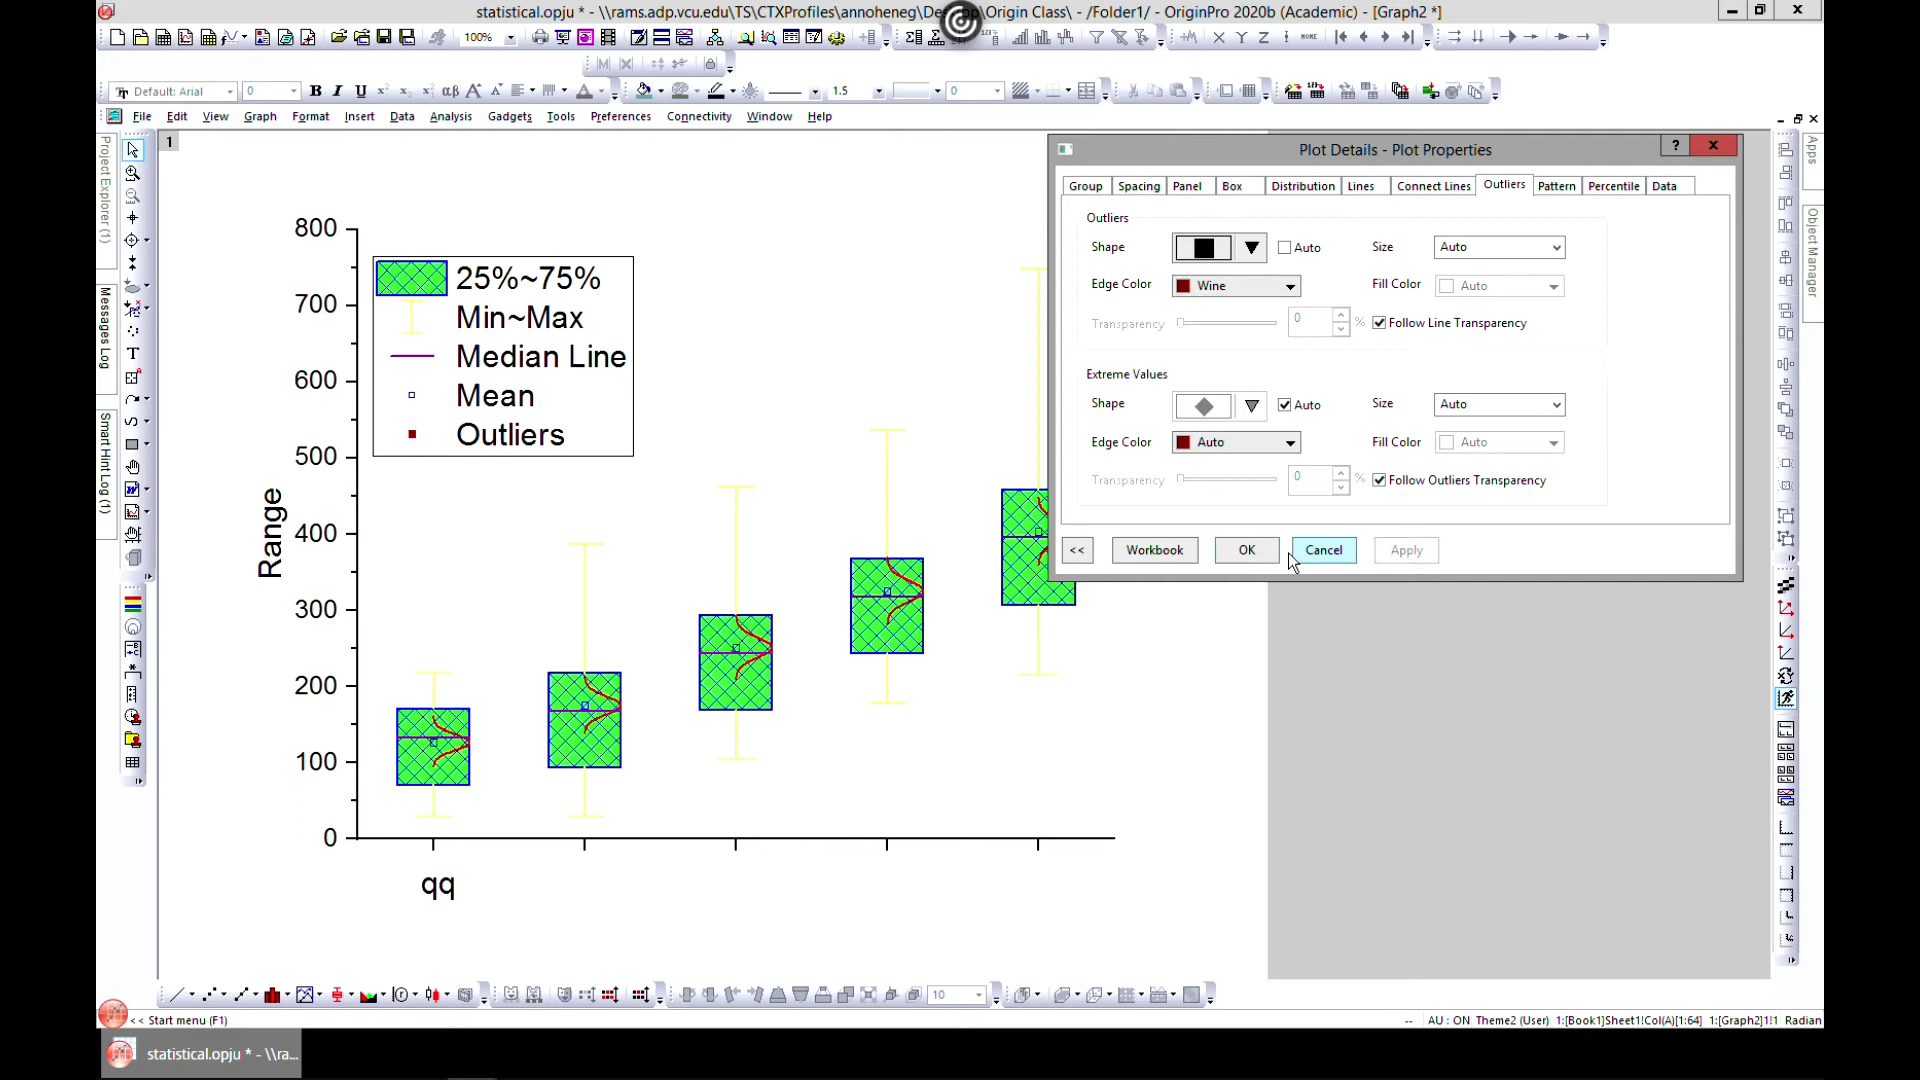 statistical.opju * - \\rams.adp.vcu.edu\TS\CTXProfiles\annoheneg\Des    p\Origin Class\ - /Folder1/ - OriginPro 2020b (Academic) - [Graph2 *]
100%
Default: Arial 0 B I U αβ A A A 1.5 0
File Edit View Graph Format Insert Data Analysis Gadgets Tools Preferences Connectivity Window Help
Project Explorer (1)
Messages Log
Smart Hint Log (1)
Apps
Object Manager
1
Plot Details - Plot Properties
Group Spacing Panel Box Distribution Lines Connect Lines Outliers Pattern Percentile Data
Outliers
Shape Auto Size Auto
Edge Color Wine Fill Color Auto
Transparency 0 % Follow Line Transparency
Extreme Values
Shape Auto Size Auto
Edge Color Auto Fill Color Auto
Transparency 0 % Follow Outliers Transparency
<< Workbook OK Cancel Apply
800
700
600
500
400
300
200
100
0
Range
25%~75%
Min~Max
Median Line
Mean
Outliers
qq
10
<< Start menu (F1)
-- AU : ON Theme2 (User) 1:[Book1]Sheet1!Col(A)[1:64] 1:[Graph2]1!1 Radian
statistical.opju * - \\ra...